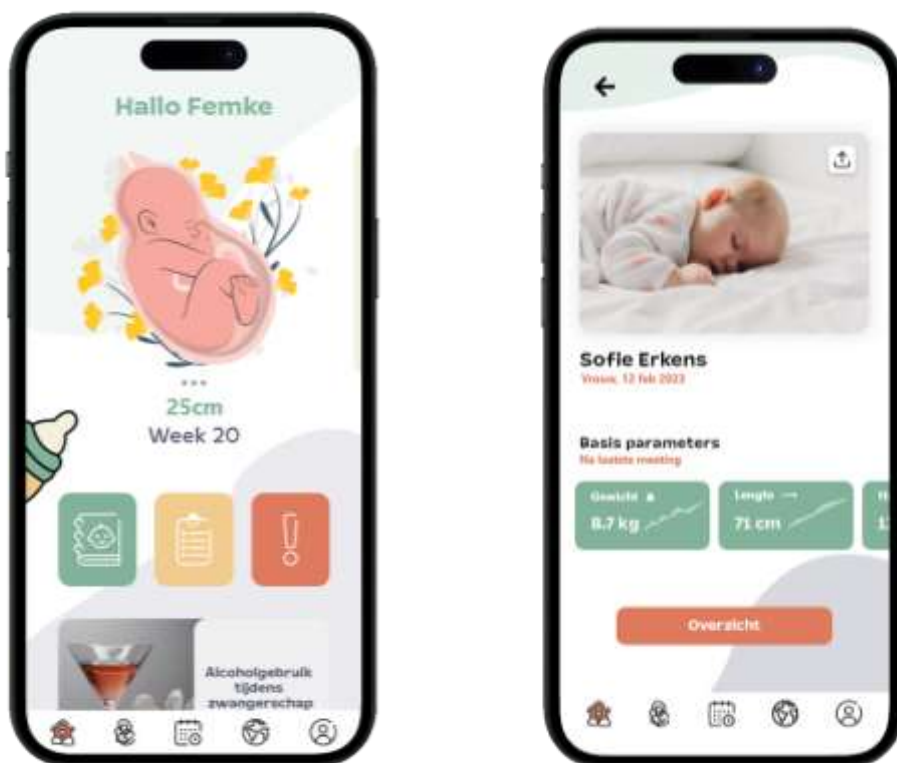 Hallo Femke
25cm
Week 20
Alcoholgebruik
tijdens
zwangerschap
Sofie Erkens
Vrouw, 12 feb 2023
Basis parameters
Na laatste meeting
Gewicht
8.7 kg
Lengte
71 cm
Overzicht